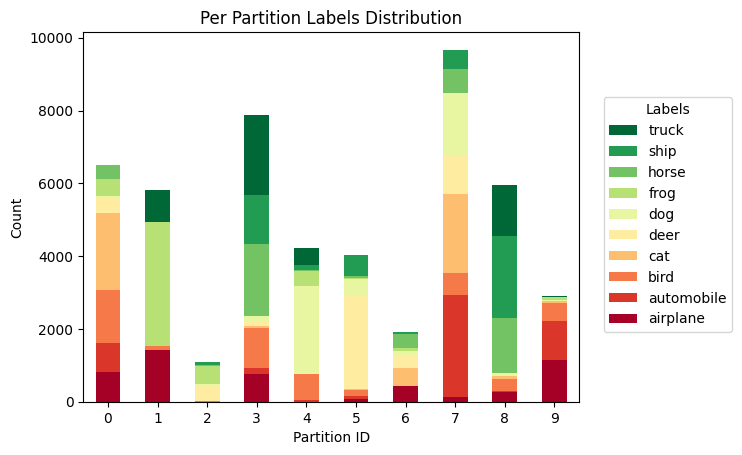 Per Partition Labels Distribution
Count
10000
8000
6000
4000
2000
0
0 1 2 3 4 5 6 7 8 9
Partition ID
Labels
truck
ship
horse
frog
dog
deer
cat
bird
automobile
airplane